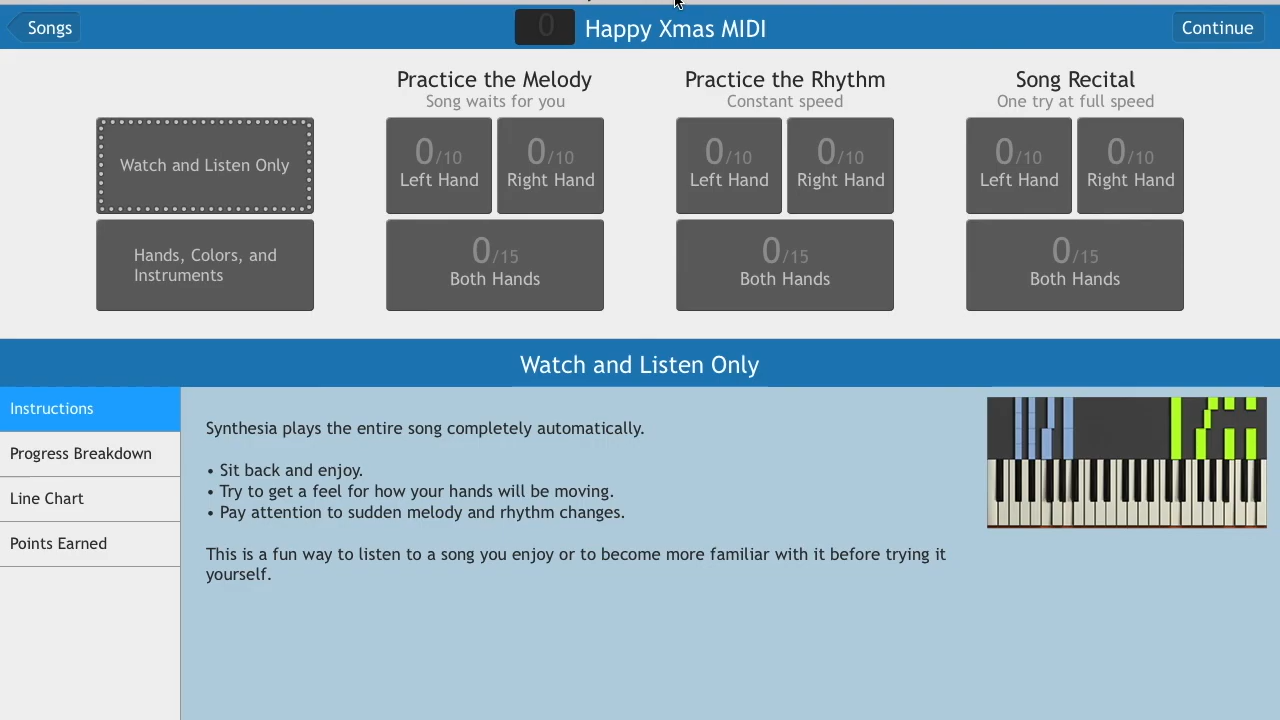 Songs
0
Happy Xmas MIDI
Continue
Practice the Melody
Song waits for you
Practice the Rhythm
Constant speed
Song Recital
One try at full speed
Watch and Listen Only
0/10
Left Hand
0/10
Right Hand
0/10
Left Hand
0/10
Right Hand
0/10
Left Hand
0/10
Right Hand
Hands, Colors, and
Instruments
0/15
Both Hands
0/15
Both Hands
0/15
Both Hands
Watch and Listen Only
Instructions
Progress Breakdown
Line Chart
Points Earned
Synthesia plays the entire song completely automatically.
• Sit back and enjoy.
• Try to get a feel for how your hands will be moving.
• Pay attention to sudden melody and rhythm changes.
This is a fun way to listen to a song you enjoy or to become more familiar with it before trying it
yourself.